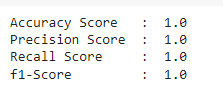 Accuracy Score   :  1.0
Precision Score  :  1.0
Recall Score     :  1.0
f1-Score         :  1.0